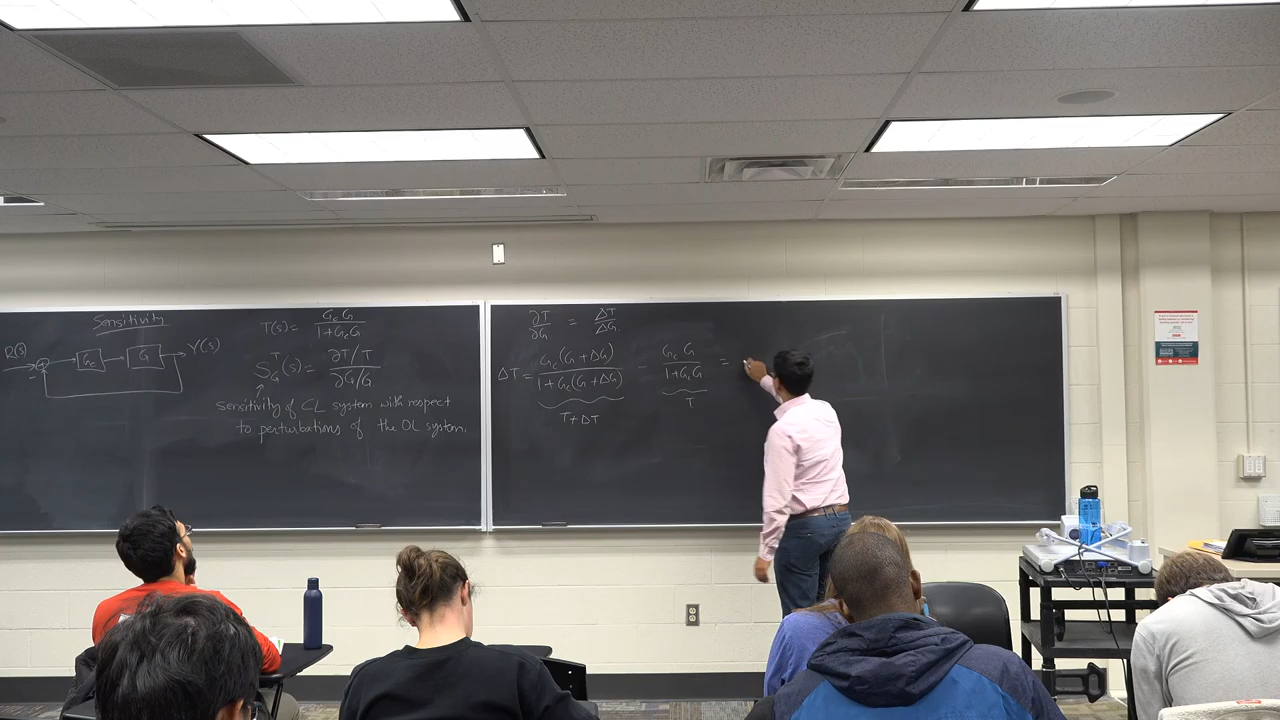 Sensitivity
R(s) Gc G Y(s)
-
T(s) = GcG / 1+GcG
S_G^T(s) = ∂T/T / ∂G/G
Sensitivity of CL system with respect
to perturbations of the OL system.
∂T/∂G = ΔT/ΔG
ΔT = Gc(G+ΔG) / 1+Gc(G+ΔG) - GcG / 1+GcG =
T+ΔT T